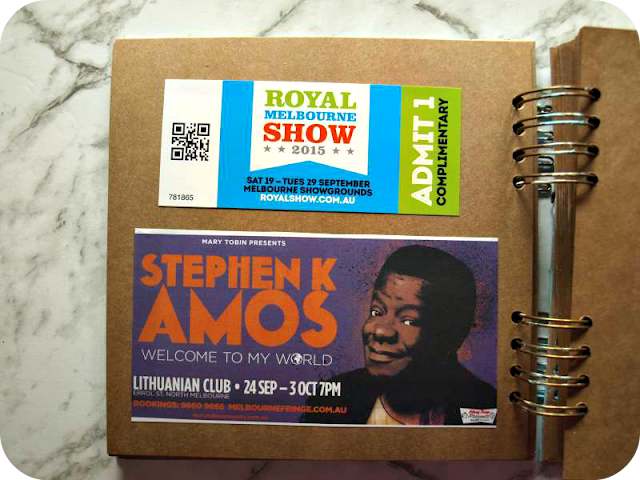 ROYAL
MELBOURNE
SHOW
2015
SAT 19 – TUES 29 SEPTEMBER
MELBOURNE SHOWGROUNDS
ROYALSHOW.COM.AU
781865
ADMIT 1
COMPLIMENTARY
MARY TOBIN PRESENTS
STEPHEN K
AMOS
WELCOME TO MY WORLD
LITHUANIAN CLUB • 24 SEP – 3 OCT 7PM
ERROL ST, NORTH MELBOURNE
BOOKINGS: 9660 9666 MELBOURNEFRINGE.COM.AU